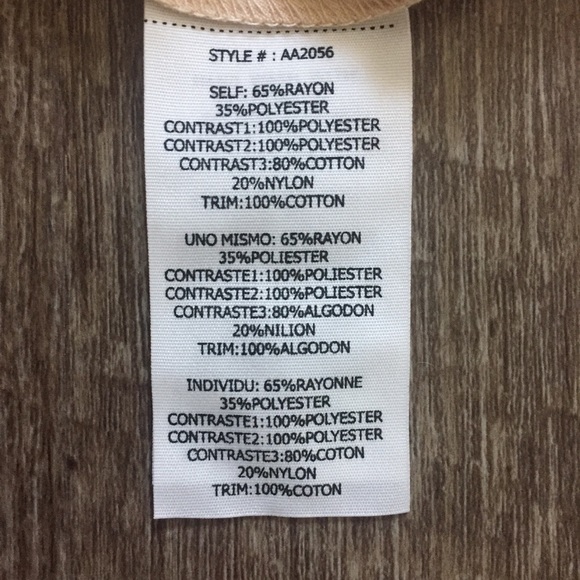 STYLE # : AA2056
SELF: 65%RAYON
35%POLYESTER
CONTRAST1:100%POLYESTER
CONTRAST2:100%POLYESTER
CONTRAST3:80%COTTON
20%NYLON
TRIM:100%COTTON
UNO MISMO: 65%RAYON
35%POLIESTER
CONTRASTE1:100%POLIESTER
CONTRASTE2:100%POLIESTER
CONTRASTE3:80%ALGODON
20%NILION
TRIM:100%ALGODON
INDIVIDU: 65%RAYONNE
35%POLYESTER
CONTRASTE1:100%POLYESTER
CONTRASTE2:100%POLYESTER
CONTRASTE3:80%COTON
20%NYLON
TRIM:100%COTON